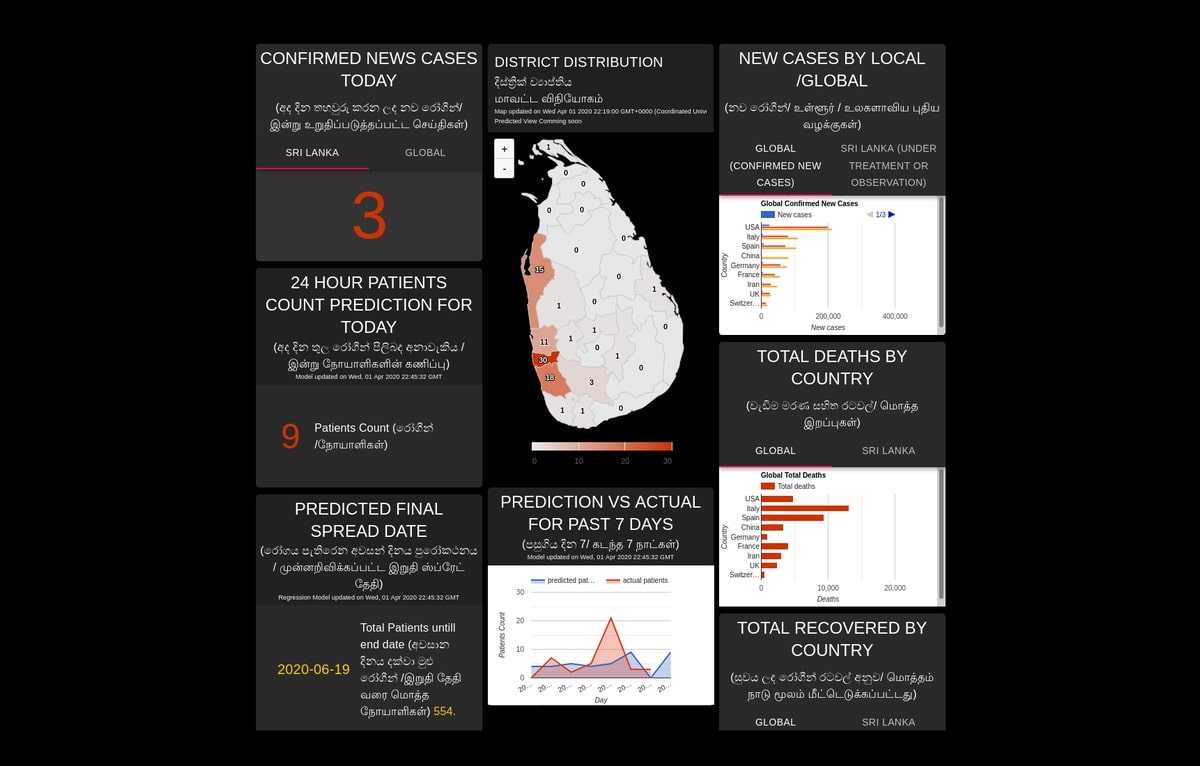 CONFIRMED NEWS CASES
TODAY
(අද දින තහවුරු කරන ලද නව රෝගීන්/
இன்று உறுதிப்படுத்தப்பட்ட செய்திகள்)
SRI LANKA
GLOBAL
3
24 HOUR PATIENTS
COUNT PREDICTION FOR
TODAY
(අද දින තුල රෝගීන් පිලිබද අනාවැකිය /
இன்று நோயாளிகளின் கணிப்பு)
Model updated on Wed, 01 Apr 2020 22:45:32 GMT
9
Patients Count (රෝගීන්
/நோயாளிகள்)
PREDICTED FINAL
SPREAD DATE
(රෝගය පැතිරෙන අවසන් දිනය පුරෝකථනය
/ முன்னறிவிக்கப்பட்ட இறுதி ஸ்ப்ரேட்
தேதி)
Regression Model updated on Wed, 01 Apr 2020 22:45:32 GMT
2020-06-19
Total Patients untill
end date (අවසාන
දිනය දක්වා මුළු
රෝගීන් /இறுதி தேதி
வரை மொத்த
நோயாளிகள்) 554.
DISTRICT DISTRIBUTION
දිස්ත්‍රික් ව්‍යාප්තිය
மாவட்ட விநியோகம்
Map updated on Wed Apr 01 2020 22:19:00 GMT+0000 (Coordinated Univ
Predicted View Comming soon
+
-
1
0
0
0
0
0
0
15
0
1
1
0
0
1
11
1
0
30
1
0
18
3
1
1
0
0
10
20
30
PREDICTION VS ACTUAL
FOR PAST 7 DAYS
(පසුගිය දින 7/ கடந்த 7 நாட்கள்)
Model updated on Wed, 01 Apr 2020 22:45:32 GMT
predicted pat…
actual patients
30
20
10
0
Patients Count
20…
20…
20…
20…
20…
20…
20…
20…
Day
NEW CASES BY LOCAL
/GLOBAL
(නව රෝගීන්/ உள்ளூர் / உலகளாவிய புதிய
வழக்குகள்)
GLOBAL
(CONFIRMED NEW
CASES)
SRI LANKA (UNDER
TREATMENT OR
OBSERVATION)
Global Confirmed New Cases
New cases
1/3
Country
USA
Italy
Spain
China
Germany
France
Iran
UK
Switzer…
0
200,000
400,000
New cases
TOTAL DEATHS BY
COUNTRY
(වැඩිම මරණ සහිත රටවල්/ மொத்த
இறப்புகள்)
GLOBAL
SRI LANKA
Global Total Deaths
Total deaths
Country
USA
Italy
Spain
China
Germany
France
Iran
UK
Switzer…
0
10,000
20,000
Deaths
TOTAL RECOVERED BY
COUNTRY
(සුවය ලද රෝගීන් රටවල් අනුව/ மொத்தம்
நாடு மூலம் மீட்டெடுக்கப்பட்டது)
GLOBAL
SRI LANKA